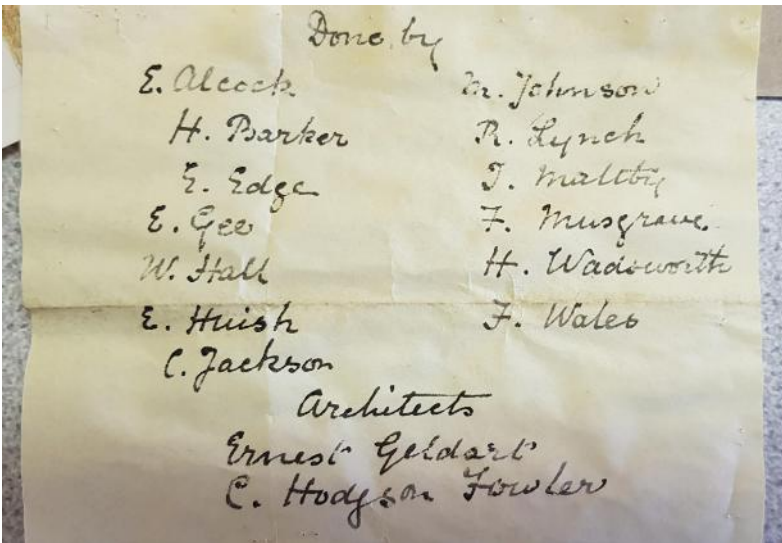 Done by
E. Alcock
H. Barker
E. Edge
E. Gee
W. Hall
E. Huish
C. Jackson
M. Johnson
R. Lynch
T. Maltby
F. Musgrave.
H. Wadsworth
F. Wales
Architects
Ernest Geldart
C. Hodgson Fowler